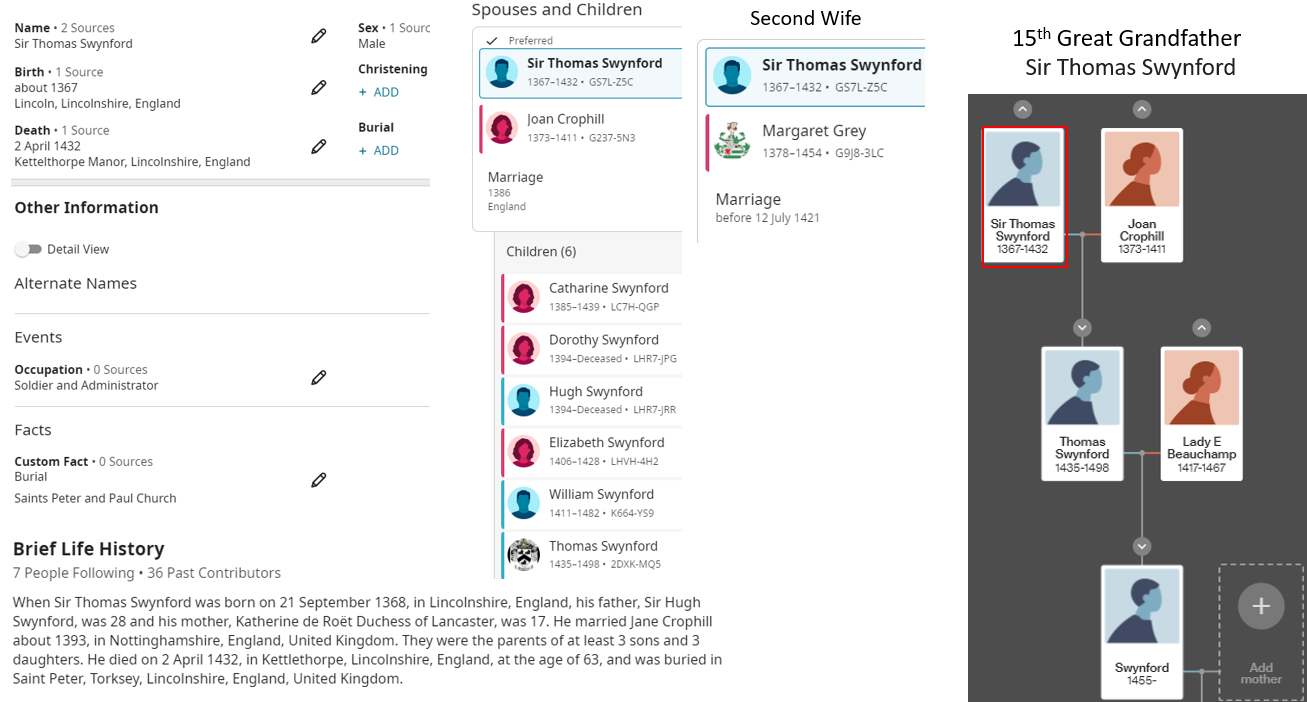 Name • 2 Sources
Sir Thomas Swynford
Birth • 1 Source
about 1367
Lincoln, Lincolnshire, England
Death • 1 Source
2 April 1432
Kettelthorpe Manor, Lincolnshire, England
Sex • 1 Sourc
Male
Christening
+ ADD
Burial
+ ADD
Other Information
Detail View
Alternate Names
Events
Occupation • 0 Sources
Soldier and Administrator
Facts
Custom Fact • 0 Sources
Burial
Saints Peter and Paul Church
Brief Life History
7 People Following • 36 Past Contributors
When Sir Thomas Swynford was born on 21 September 1368, in Lincolnshire, England, his father, Sir Hugh
Swynford, was 28 and his mother, Katherine de Roët Duchess of Lancaster, was 17. He married Jane Crophill
about 1393, in Nottinghamshire, England, United Kingdom. They were the parents of at least 3 sons and 3
daughters. He died on 2 April 1432, in Kettlethorpe, Lincolnshire, England, at the age of 63, and was buried in
Saint Peter, Torksey, Lincolnshire, England, United Kingdom.
Spouses and Children
Preferred
Sir Thomas Swynford
1367–1432 • GS7L-Z5C
Joan Crophill
1373–1411 • G237-5N3
Marriage
1386
England
Children (6)
Catharine Swynford
1385–1439 • LC7H-QGP
Dorothy Swynford
1394–Deceased • LHR7-JPG
Hugh Swynford
1394–Deceased • LHR7-JRR
Elizabeth Swynford
1406–1428 • LHVH-4H2
William Swynford
1411–1482 • K664-YS9
Thomas Swynford
1435–1498 • 2DXK-MQ5
Second Wife
Sir Thomas Swynford
1367–1432 • GS7L-Z5C
Margaret Grey
1378–1454 • G9J8-3LC
Marriage
before 12 July 1421
15th Great Grandfather
Sir Thomas Swynford
Sir Thomas
Swynford
1367-1432
Joan
Crophill
1373-1411
Thomas
Swynford
1435-1498
Lady E
Beauchamp
1417-1467
Swynford
1455-
Add
mother